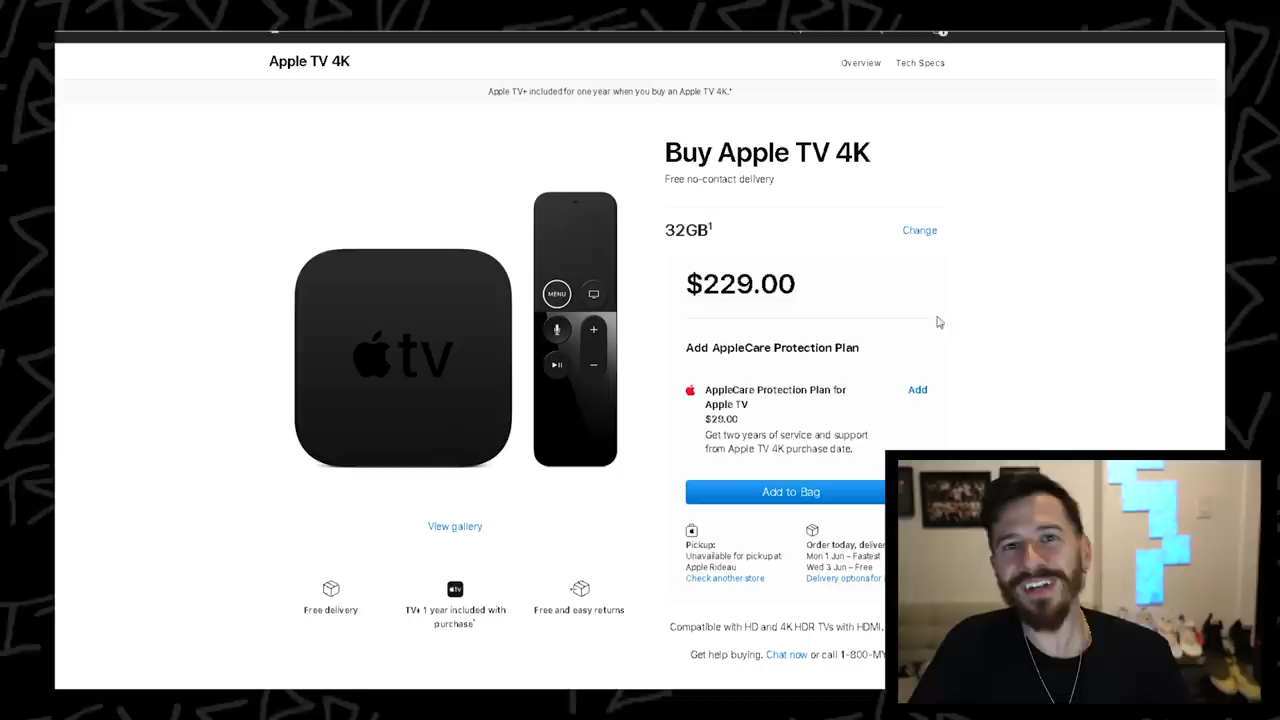 Apple TV 4K
Overview
Tech Specs
Apple TV+ included for one year when you buy an Apple TV 4K.*
Buy Apple TV 4K
Free no-contact delivery
32GB¹
Change
$229.00
Add AppleCare Protection Plan
AppleCare Protection Plan for
Apple TV
$29.00
Add
Get two years of service and support
from Apple TV 4K purchase date.
Add to Bag
Pickup:
Unavailable for pickup at
Apple Rideau
Check another store
Order today, deliver
Mon 1 Jun – Fastest
Wed 3 Jun – Free
Delivery options for
Compatible with HD and 4K HDR TVs with HDMI.
Get help buying. Chat now or call 1-800-MY
tv
MENU
+
−
View gallery
Free delivery
TV+ 1 year included with
purchase
Free and easy returns